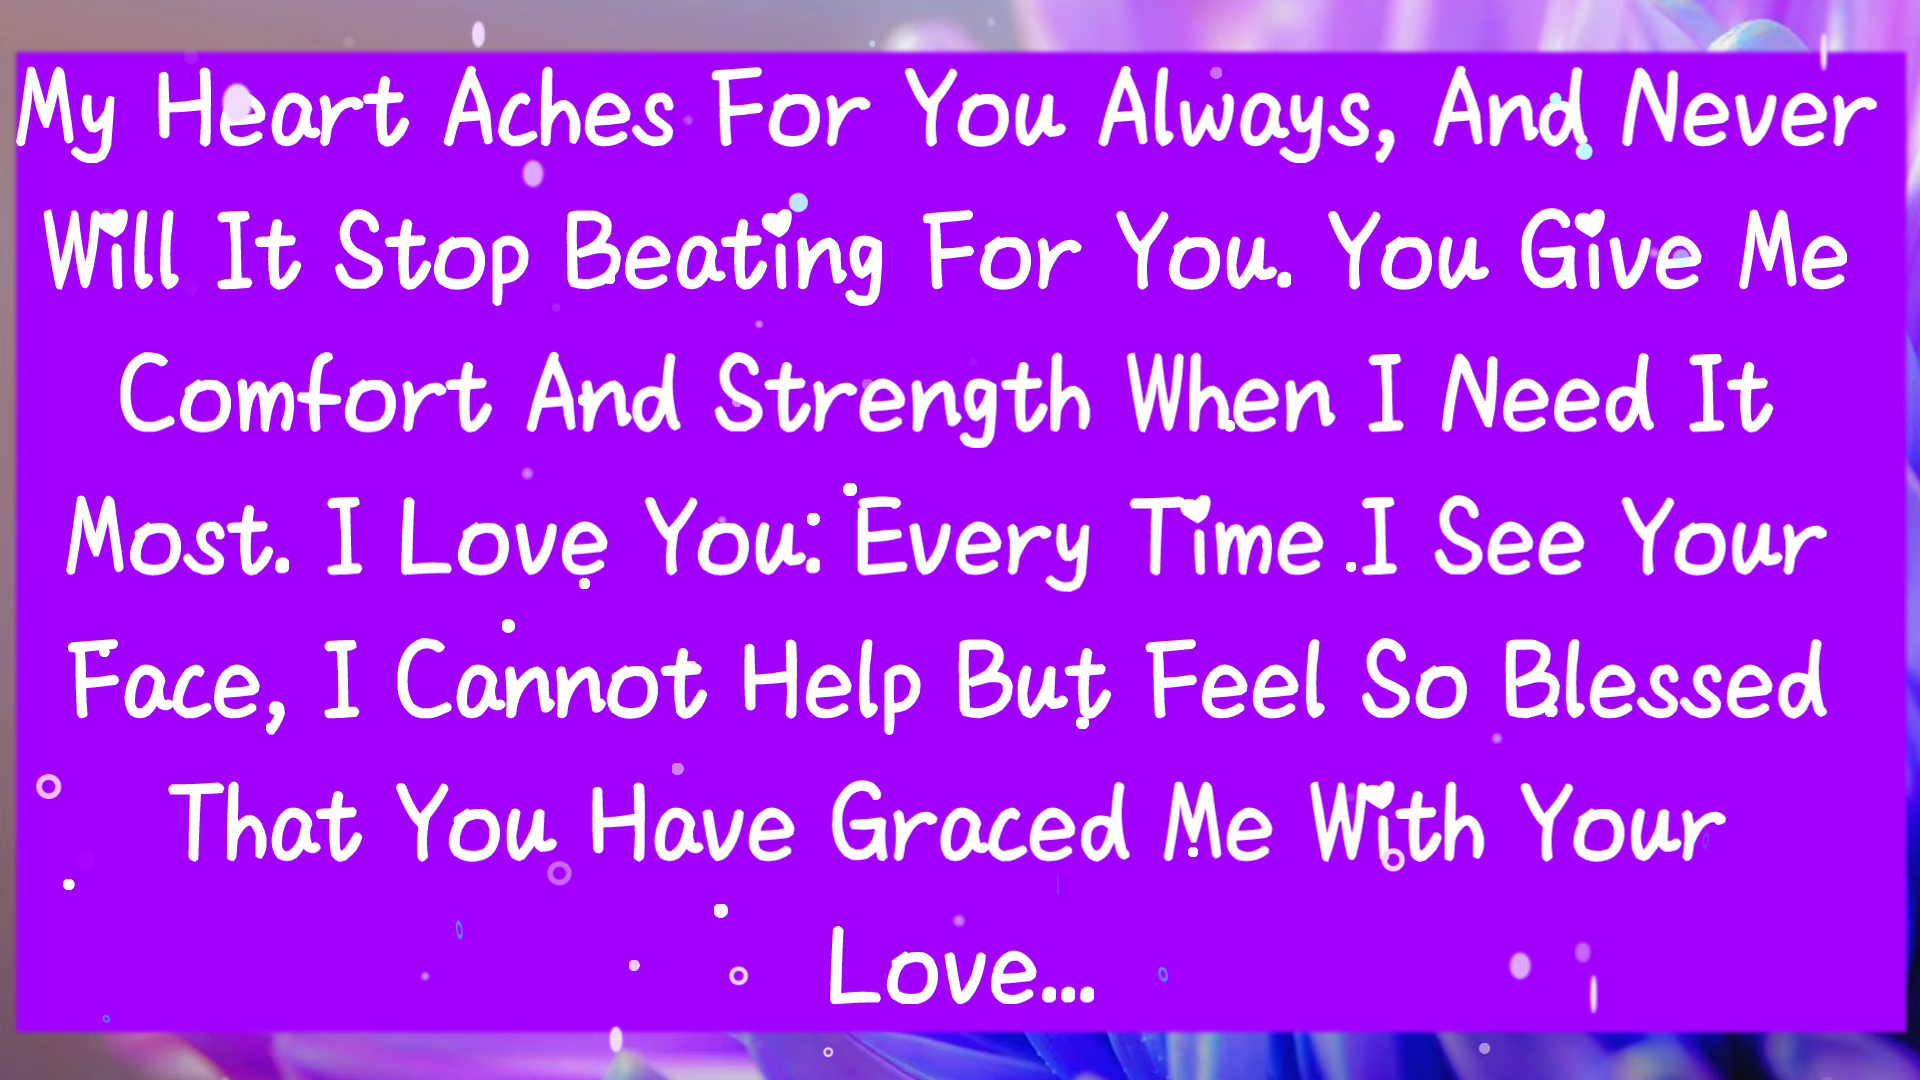 My Heart Aches For You Always, And Never
Will It Stop Beating For You. You Give Me
Comfort And Strength When I Need It
Most. I Love You: Every Time I See Your
Face, I Cannot Help But Feel So Blessed
That You Have Graced Me With Your
Love...